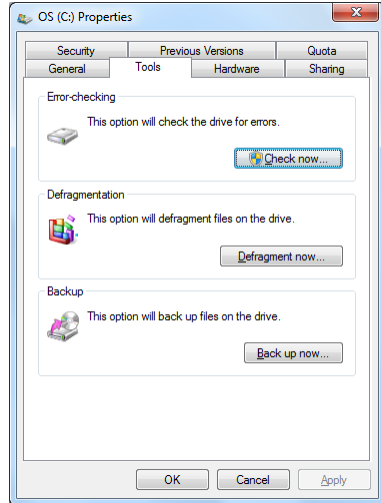 OS (C:) Properties
Security Previous Versions Quota
General Tools Hardware Sharing
Error-checking
This option will check the drive for errors.
Check now...
Defragmentation
This option will defragment files on the drive.
Defragment now...
Backup
This option will back up files on the drive.
Back up now...
OK Cancel Apply